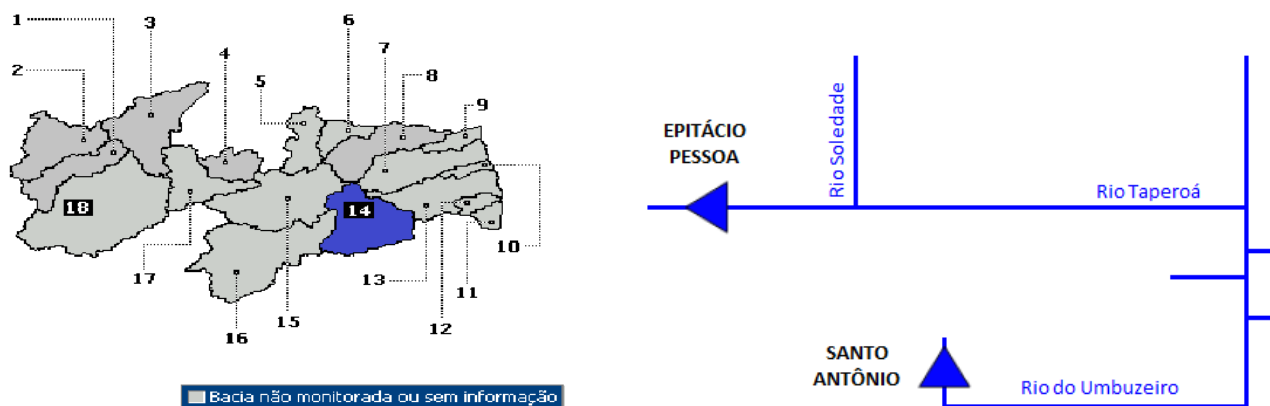 1
2
3
4
5
6
7
8
9
10
11
12
13
14
15
16
17
18
Bacia não monitorada ou sem informação
EPITÁCIO
PESSOA
Rio Soledade
Rio Taperoá
SANTO
ANTÔNIO
Rio do Umbuzeiro